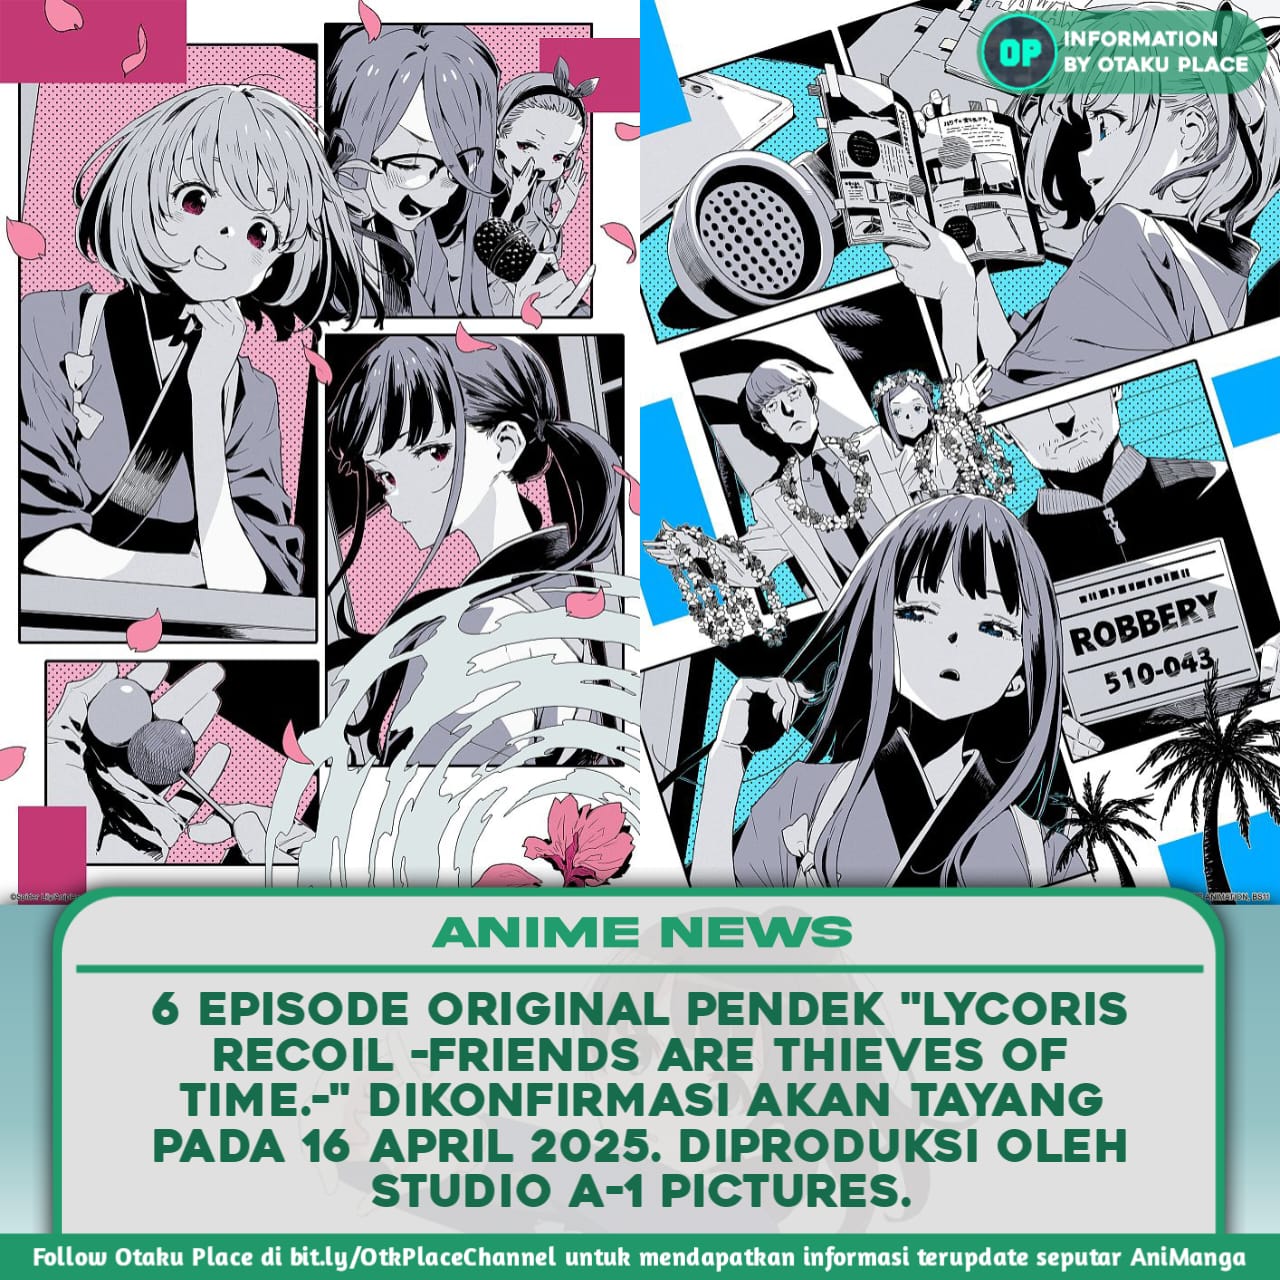 OP
INFORMATION
BY OTAKU PLACE
ROBBERY
510-043
ANIME NEWS
6 EPISODE ORIGINAL PENDEK "LYCORIS
RECOIL -FRIENDS ARE THIEVES OF
TIME.-" DIKONFIRMASI AKAN TAYANG
PADA 16 APRIL 2025. DIPRODUKSI OLEH
STUDIO A-1 PICTURES.
Follow Otaku Place di bit.ly/OtkPlaceChannel untuk mendapatkan informasi terupdate seputar AniManga